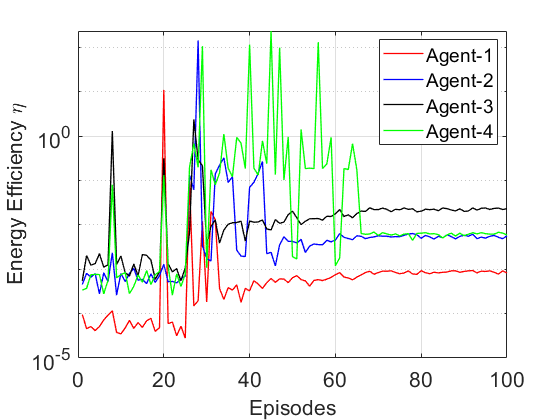 Energy Efficiency η
10^0
10^-5
0 20 40 60 80 100
Episodes
Agent-1
Agent-2
Agent-3
Agent-4